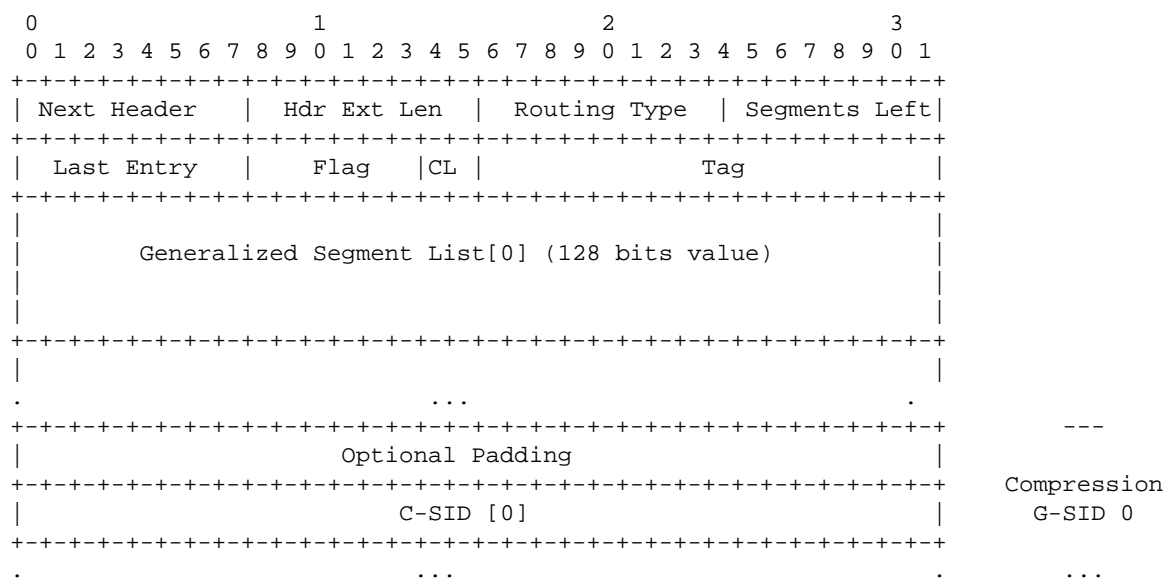 0                   1                   2                   3
 0 1 2 3 4 5 6 7 8 9 0 1 2 3 4 5 6 7 8 9 0 1 2 3 4 5 6 7 8 9 0 1
+-+-+-+-+-+-+-+-+-+-+-+-+-+-+-+-+-+-+-+-+-+-+-+-+-+-+-+-+-+-+-+-+
| Next Header   |  Hdr Ext Len  |  Routing Type  | Segments Left|
+-+-+-+-+-+-+-+-+-+-+-+-+-+-+-+-+-+-+-+-+-+-+-+-+-+-+-+-+-+-+-+-+
|  Last Entry   |    Flag   |CL |               Tag             |
+-+-+-+-+-+-+-+-+-+-+-+-+-+-+-+-+-+-+-+-+-+-+-+-+-+-+-+-+-+-+-+-+
|                                                               |
|        Generalized Segment List[0] (128 bits value)           |
|                                                               |
|                                                               |
+-+-+-+-+-+-+-+-+-+-+-+-+-+-+-+-+-+-+-+-+-+-+-+-+-+-+-+-+-+-+-+-+
|                                                               |
.                            ...                              .
+-+-+-+-+-+-+-+-+-+-+-+-+-+-+-+-+-+-+-+-+-+-+-+-+-+-+-+-+-+-+-+-+        ---
|                      Optional Padding                         |
+-+-+-+-+-+-+-+-+-+-+-+-+-+-+-+-+-+-+-+-+-+-+-+-+-+-+-+-+-+-+-+-+    Compression
|                          C-SID [0]                            |      G-SID 0
+-+-+-+-+-+-+-+-+-+-+-+-+-+-+-+-+-+-+-+-+-+-+-+-+-+-+-+-+-+-+-+-+
.                           ...                                 .        ...